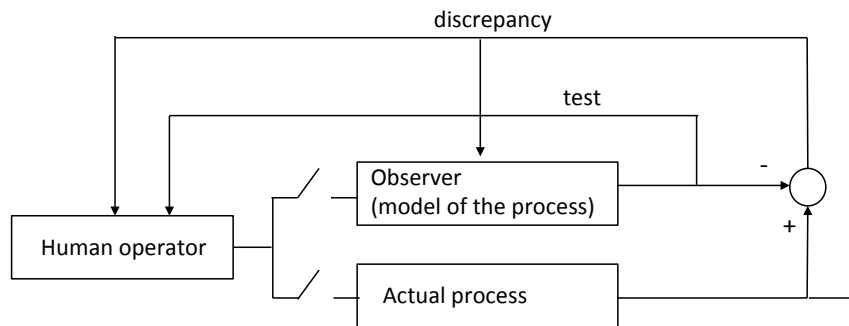 discrepancy
test
Observer
(model of the process)
-
+
Human operator
Actual process